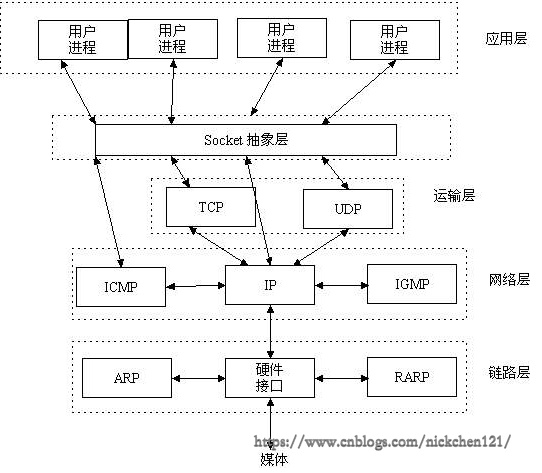 用户
进程
用户
进程
用户
进程
用户
进程
应用层
Socket 抽象层
TCP
UDP
运输层
ICMP
IP
IGMP
网络层
ARP
硬件
接口
RARP
链路层
https://www.cnblogs.com/nickchen121/
媒体